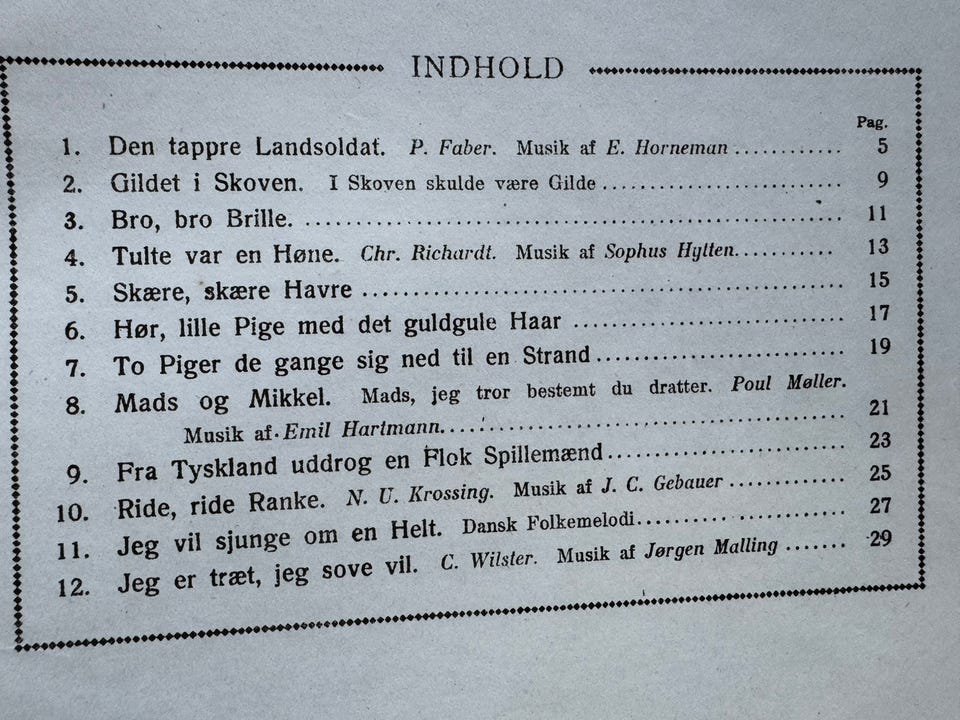 INDHOLD
Pag.
1. Den tappre Landsoldat. P. Faber. Musik af E. Horneman ............ 5
2. Gildet i Skoven. I Skoven skulde være Gilde ........................ 9
3. Bro, bro Brille. ................................................ 11
4. Tulte var en Høne. Chr. Richardt. Musik af Sophus Hytten........... 13
5. Skære, skære Havre .............................................. 15
6. Hør, lille Pige med det guldgule Haar ........................... 17
7. To Piger de gange sig ned til en Strand ......................... 19
8. Mads og Mikkel. Mads, jeg tror bestemt du dratter. Poul Møller.
Musik af Emil Hartmann......................................... 21
9. Fra Tyskland uddrog en Flok Spillemænd ........................ 23
10. Ride, ride Ranke. N. U. Krossing. Musik af J. C. Gebauer ............ 25
11. Jeg vil sjunge om en Helt. Dansk Folkemelodi..................... 27
12. Jeg er træt, jeg sove vil. C. Wilster. Musik af Jørgen Malling ....... 29